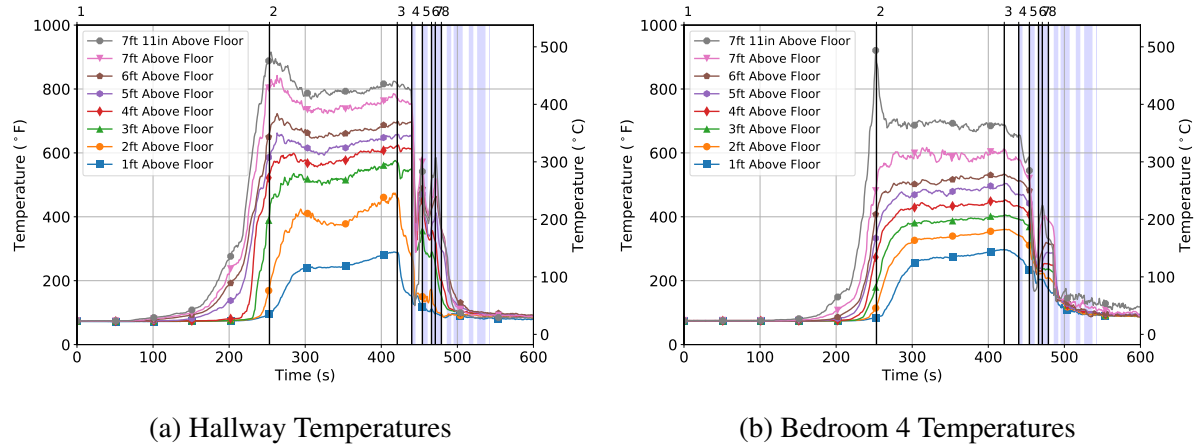 1 2 3 4 5 6 7 8
1000
800
600
400
200
0
Temperature (°F)
500
400
300
200
100
0
Temperature (°C)
7ft 11in Above Floor
7ft Above Floor
6ft Above Floor
5ft Above Floor
4ft Above Floor
3ft Above Floor
2ft Above Floor
1ft Above Floor
0 100 200 300 400 500 600
Time (s)
(a) Hallway Temperatures
1 2 3 4 5 6 7 8
1000
800
600
400
200
0
Temperature (°F)
500
400
300
200
100
0
Temperature (°C)
7ft 11in Above Floor
7ft Above Floor
6ft Above Floor
5ft Above Floor
4ft Above Floor
3ft Above Floor
2ft Above Floor
1ft Above Floor
0 100 200 300 400 500 600
Time (s)
(b) Bedroom 4 Temperatures